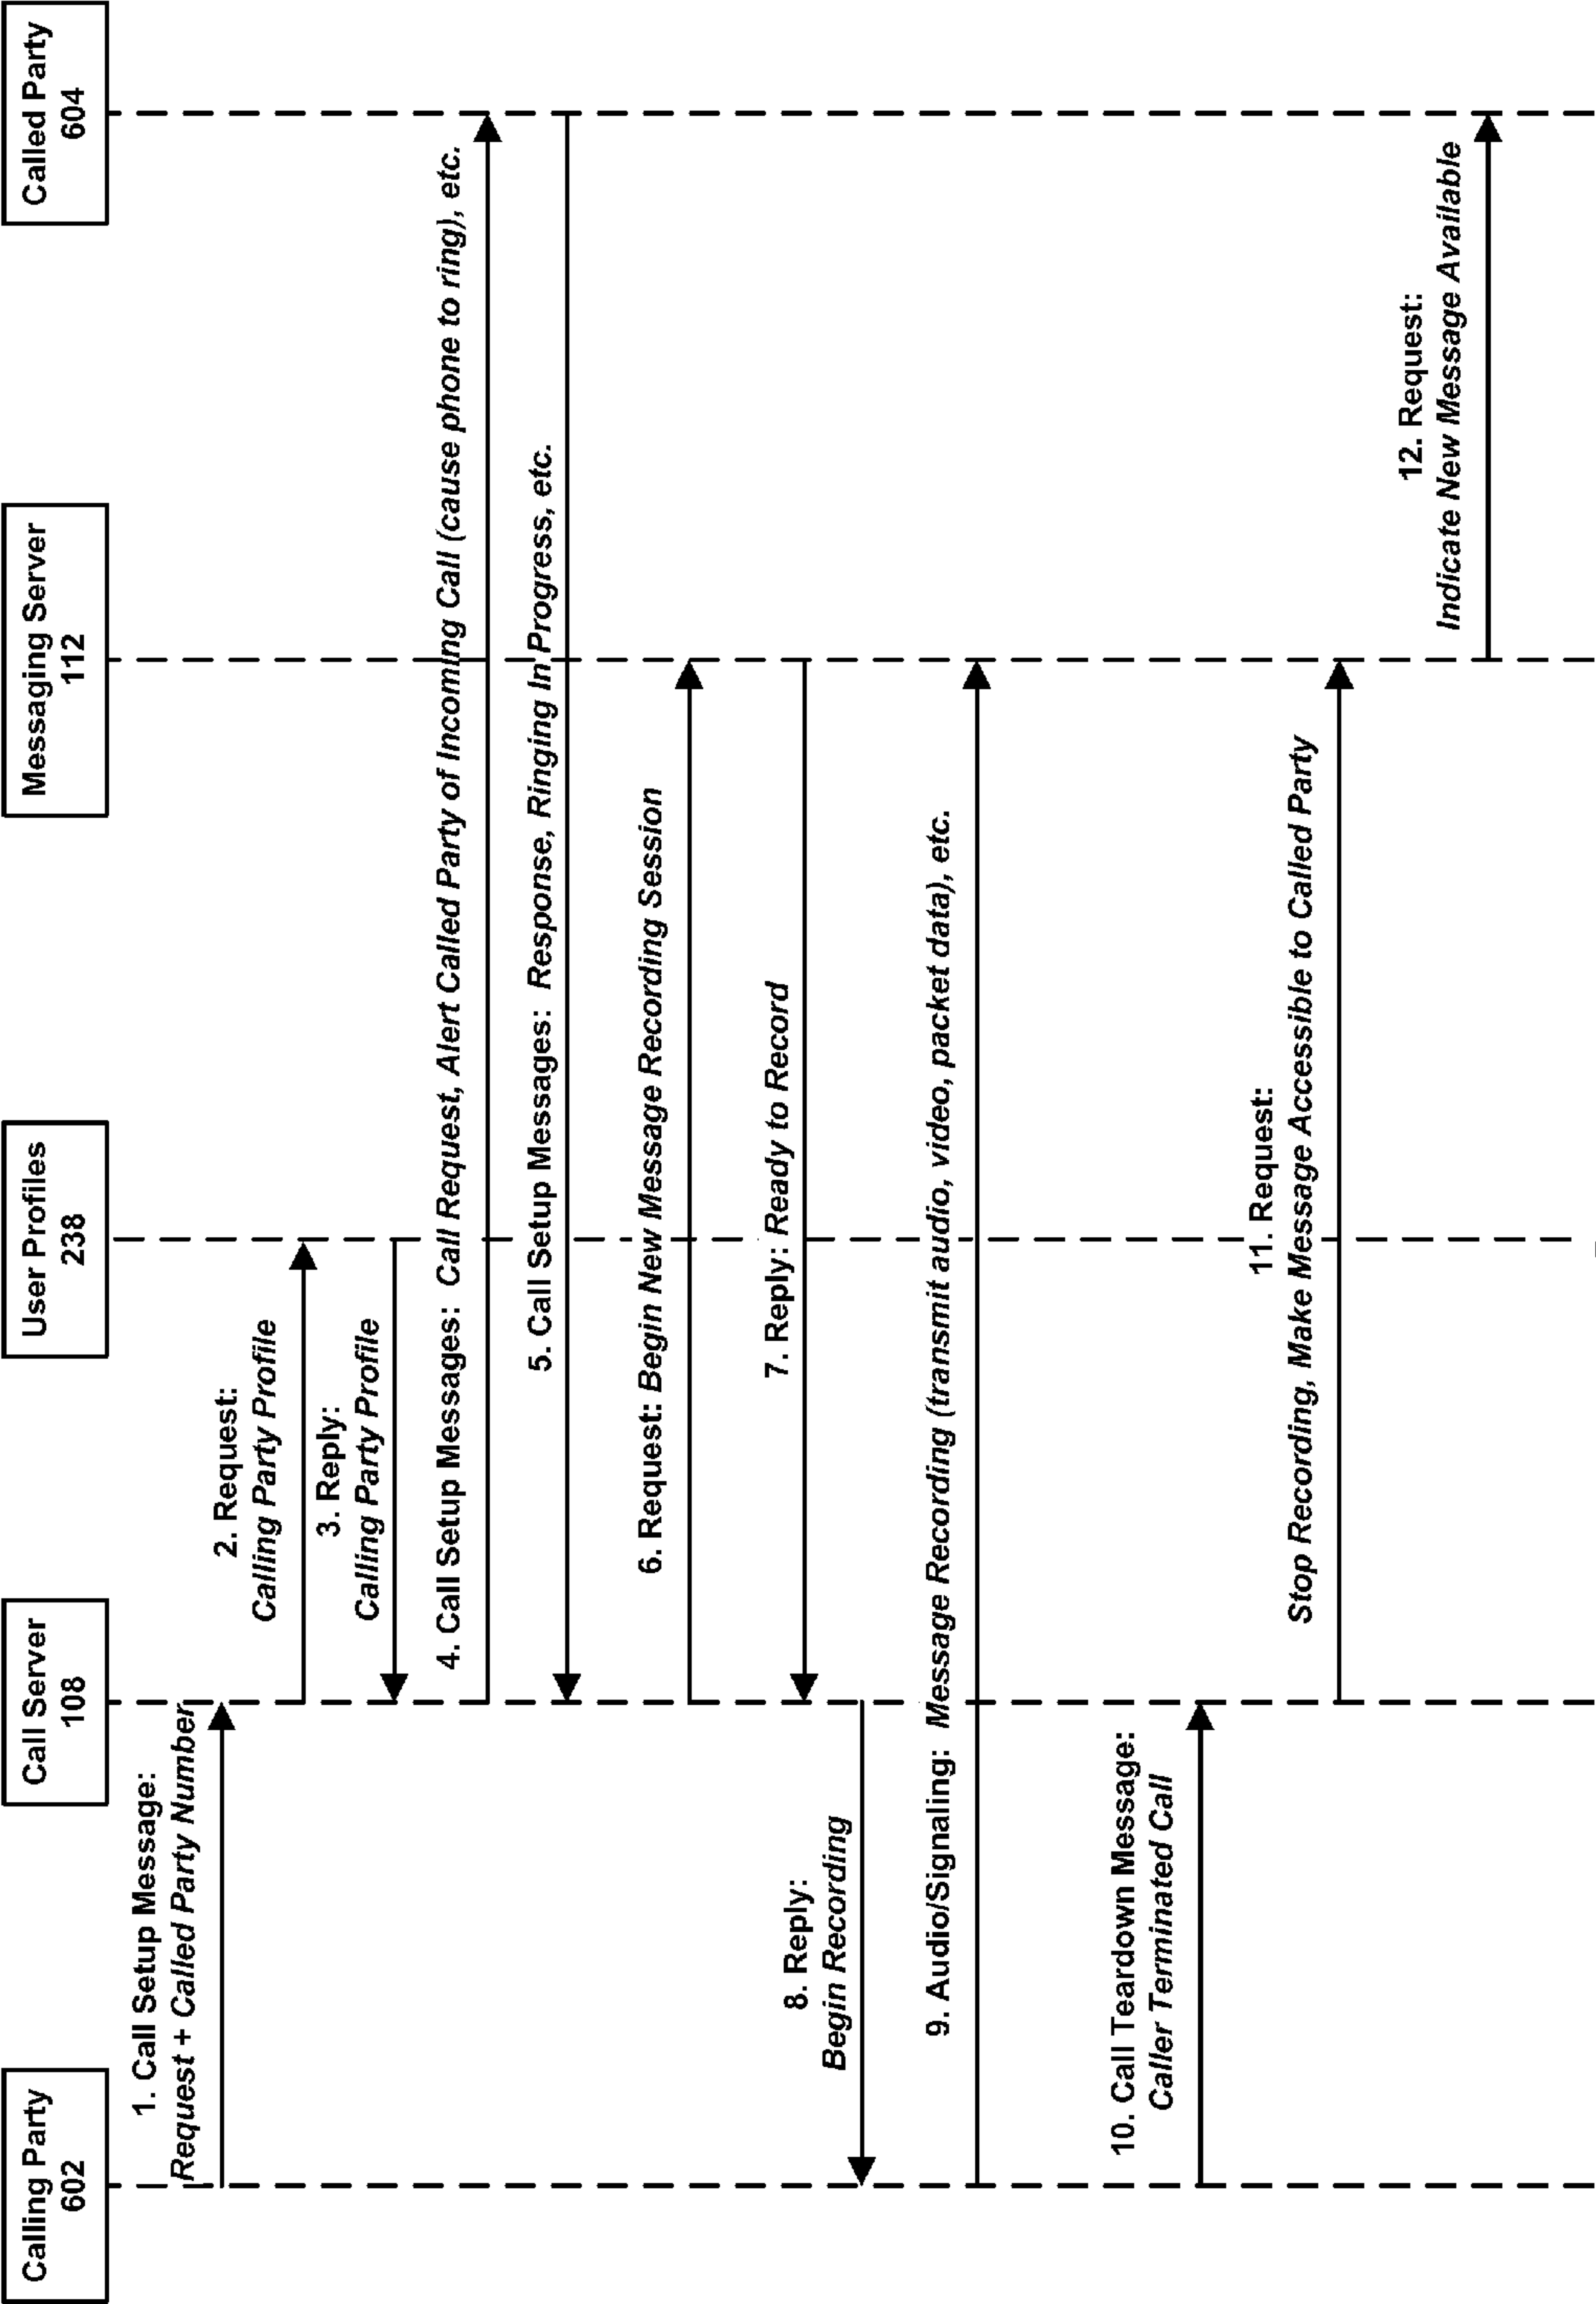 Calling Party
602
Call Server
108
User Profiles
238
Messaging Server
112
Called Party
604
1. Call Setup Message:
Request + Called Party Number
2. Request:
Calling Party Profile
3. Reply:
Calling Party Profile
4. Call Setup Messages: Call Request, Alert Called Party of Incoming Call (cause phone to ring), etc.
5. Call Setup Messages: Response, Ringing In Progress, etc.
6. Request: Begin New Message Recording Session
7. Reply: Ready to Record
8. Reply:
Begin Recording
9. Audio/Signaling: Message Recording (transmit audio, video, packet data), etc.
10. Call Teardown Message:
Caller Terminated Call
11. Request:
Stop Recording, Make Message Accessible to Called Party
12. Request:
Indicate New Message Available